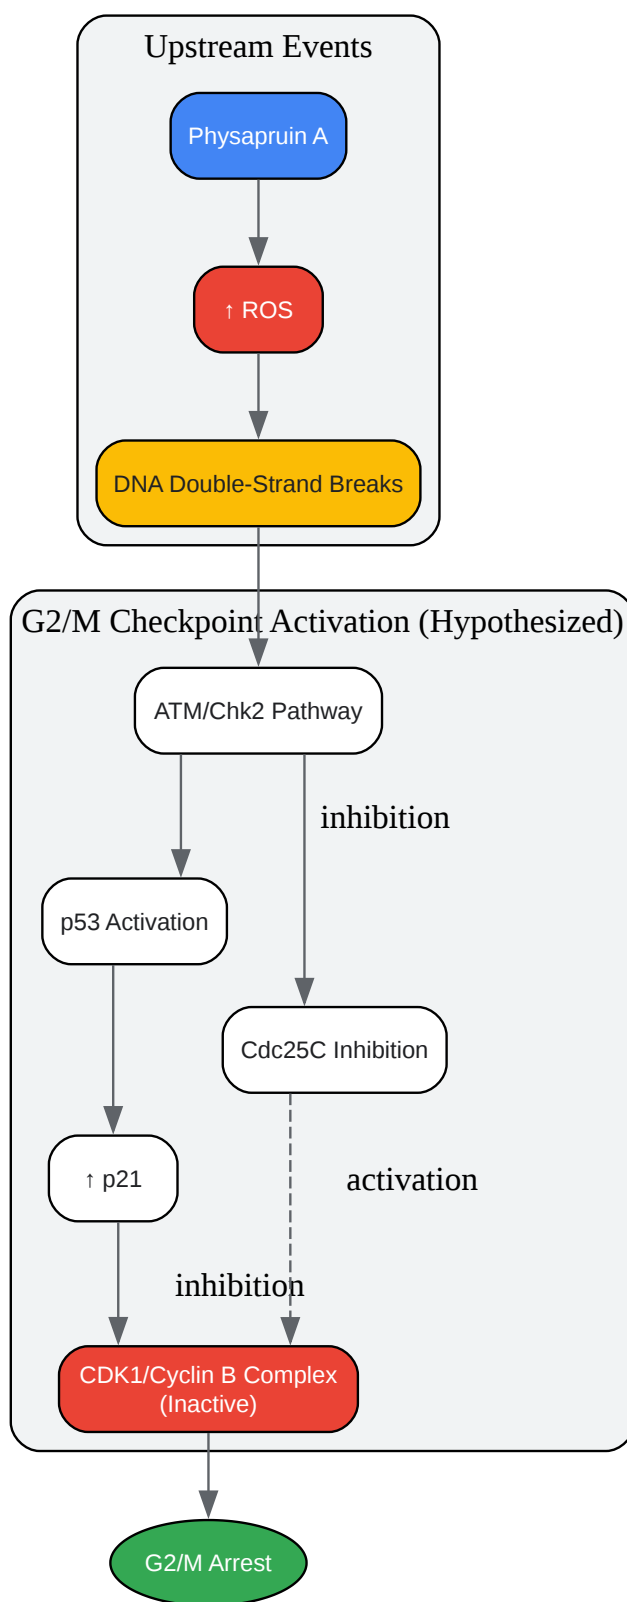 Upstream Events
Physapruin A
↑ ROS
DNA Double-Strand Breaks
G2/M Checkpoint Activation (Hypothesized)
ATM/Chk2 Pathway
inhibition
p53 Activation
Cdc25C Inhibition
↑ p21
activation
inhibition
CDK1/Cyclin B Complex
(Inactive)
G2/M Arrest